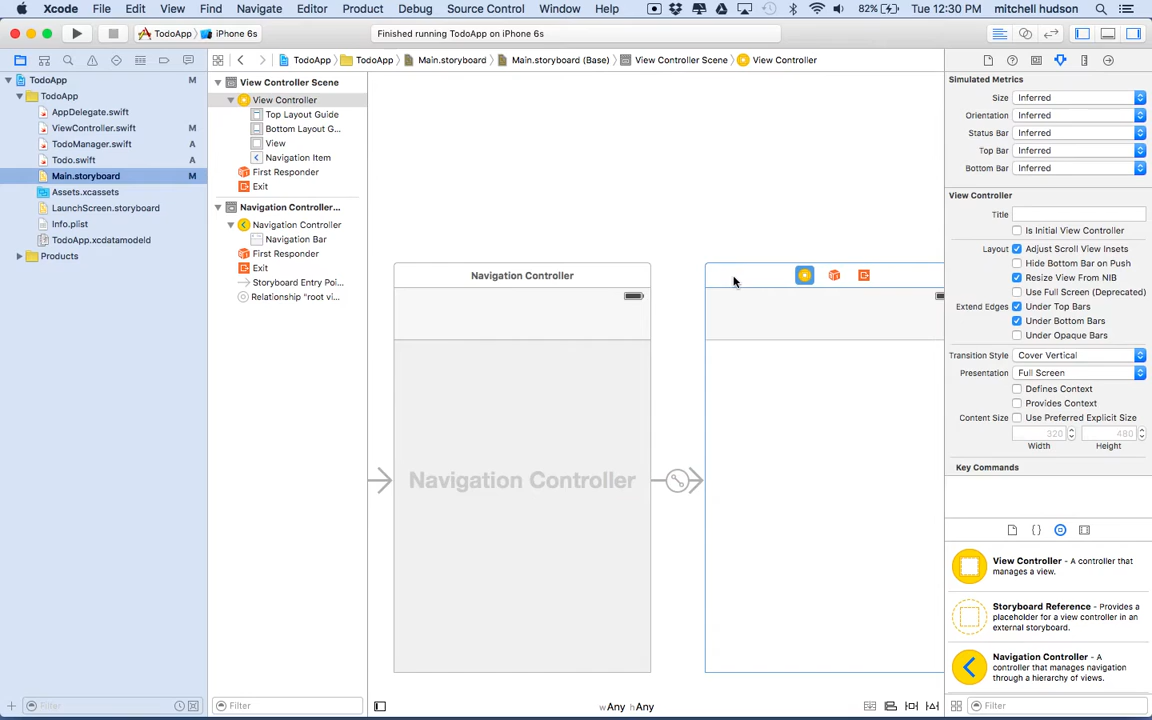 Xcode File Edit View Find Navigate Editor Product Debug Source Control Window Help 82% Tue 12:30 PM mitchell hudson
TodoApp iPhone 6s Finished running TodoApp on iPhone 6s
TodoApp TodoApp Main.storyboard Main.storyboard (Base) View Controller Scene View Controller
TodoApp
TodoApp
AppDelegate.swift
ViewController.swift M
TodoManager.swift A
Todo.swift A
Main.storyboard M
Assets.xcassets
LaunchScreen.storyboard
Info.plist
TodoApp.xcdatamodeld
Products
Filter
View Controller Scene
View Controller
Top Layout Guide
Bottom Layout G...
View
Navigation Item
First Responder
Exit
Navigation Controller...
Navigation Controller
Navigation Bar
First Responder
Exit
Storyboard Entry Poi...
Relationship "root vi...
Filter
Navigation Controller
Navigation Controller
wAny hAny
Simulated Metrics
Size Inferred
Orientation Inferred
Status Bar Inferred
Top Bar Inferred
Bottom Bar Inferred
View Controller
Title
Is Initial View Controller
Layout Adjust Scroll View Insets
Hide Bottom Bar on Push
Resize View From NIB
Use Full Screen (Deprecated)
Extend Edges Under Top Bars
Under Bottom Bars
Under Opaque Bars
Transition Style Cover Vertical
Presentation Full Screen
Defines Context
Provides Context
Content Size Use Preferred Explicit Size
320 480
Width Height
Key Commands
{ }
View Controller - A controller that
manages a view.
Storyboard Reference - Provides a
placeholder for a view controller in an
external storyboard.
Navigation Controller - A
controller that manages navigation
through a hierarchy of views.
Filter